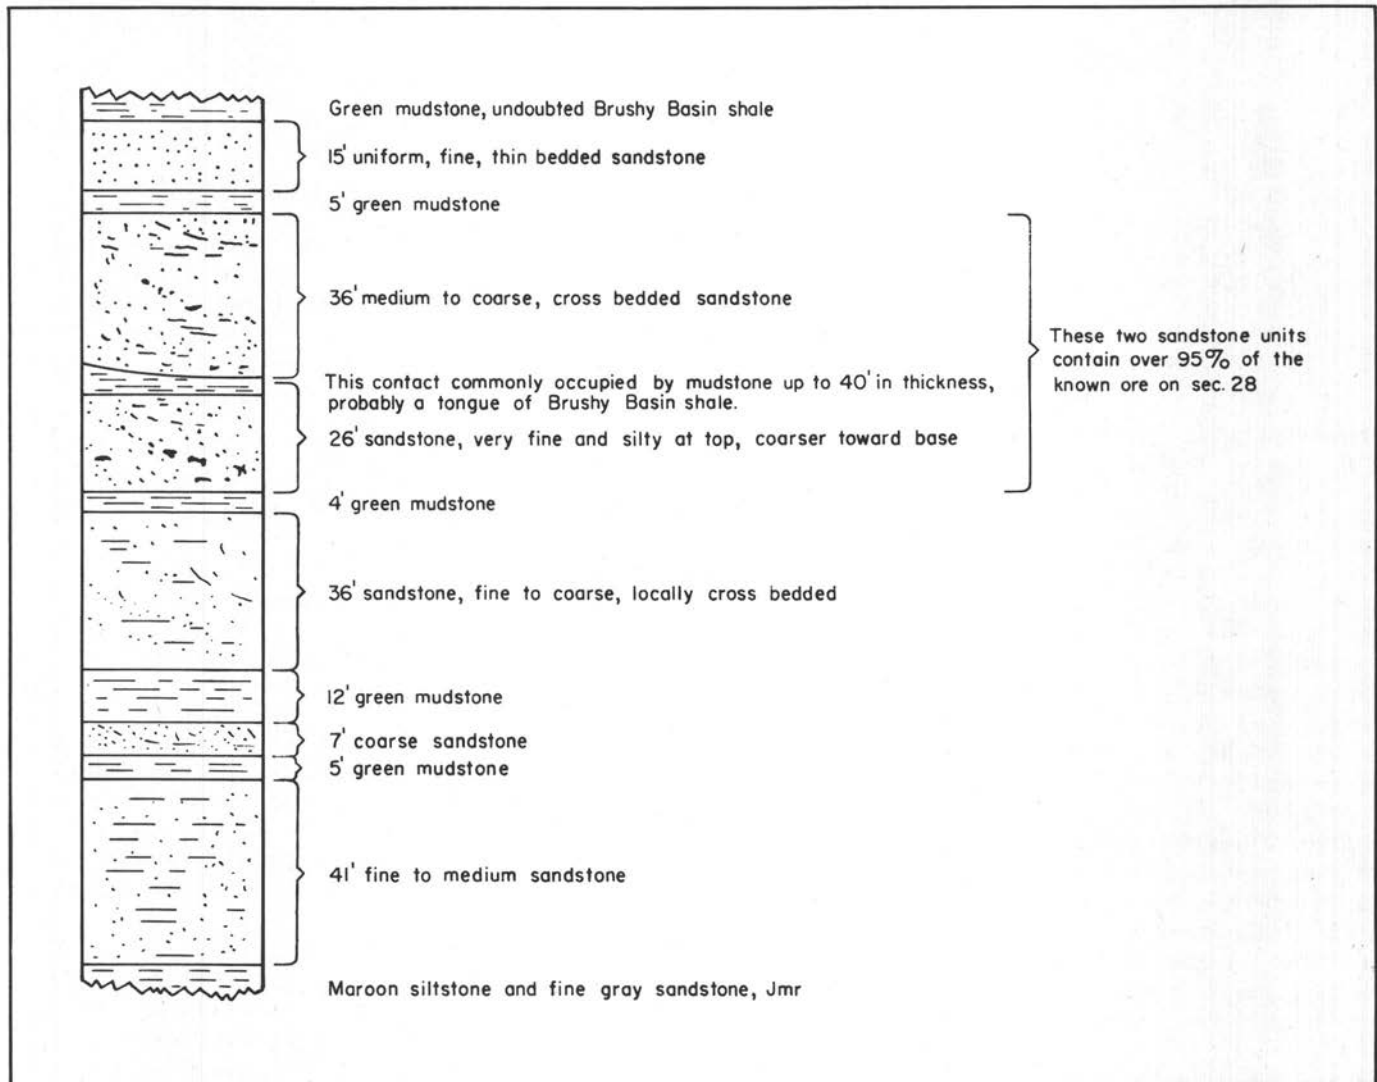 Green mudstone, undoubted Brushy Basin shale
15' uniform, fine, thin bedded sandstone
5' green mudstone
36' medium to coarse, cross bedded sandstone
These two sandstone units
contain over 95% of the
known ore on sec. 28
This contact commonly occupied by mudstone up to 40' in thickness,
probably a tongue of Brushy Basin shale.
26' sandstone, very fine and silty at top, coarser toward base
4' green mudstone
36' sandstone, fine to coarse, locally cross bedded
12' green mudstone
7' coarse sandstone
5' green mudstone
41' fine to medium sandstone
Maroon siltstone and fine gray sandstone, Jmr